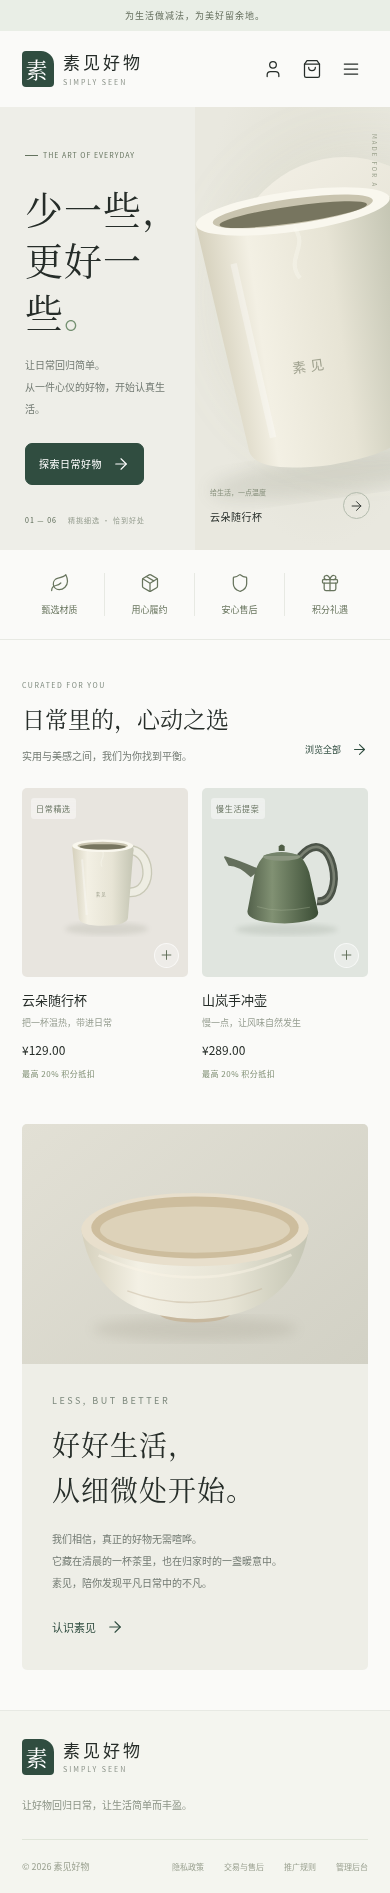 为生活做减法，为美好留余地。
素 素见好物
SIMPLY SEEN
THE ART OF EVERYDAY
少一些，
更好一
些。
让日常回归简单。
从一件心仪的好物，开始认真生
活。
探索日常好物
01 — 06 精挑细选 · 恰到好处
MADE FOR A
素见
给生活，一点温度
云朵随行杯
甄选材质
用心履约
安心售后
积分礼遇
CURATED FOR YOU
日常里的，心动之选
实用与美感之间，我们为你找到平衡。
浏览全部
日常精选
素见
云朵随行杯
把一杯温热，带进日常
¥129.00
最高 20% 积分抵扣
慢生活提案
山岚手冲壶
慢一点，让风味自然发生
¥289.00
最高 20% 积分抵扣
LESS, BUT BETTER
好好生活，
从细微处开始。
我们相信，真正的好物无需喧哗。
它藏在清晨的一杯茶里，也在归家时的一盏暖意中。
素见，陪你发现平凡日常中的不凡。
认识素见
素 素见好物
SIMPLY SEEN
让好物回归日常，让生活简单而丰盈。
© 2026 素见好物
隐私政策 交易与售后 推广规则 管理后台